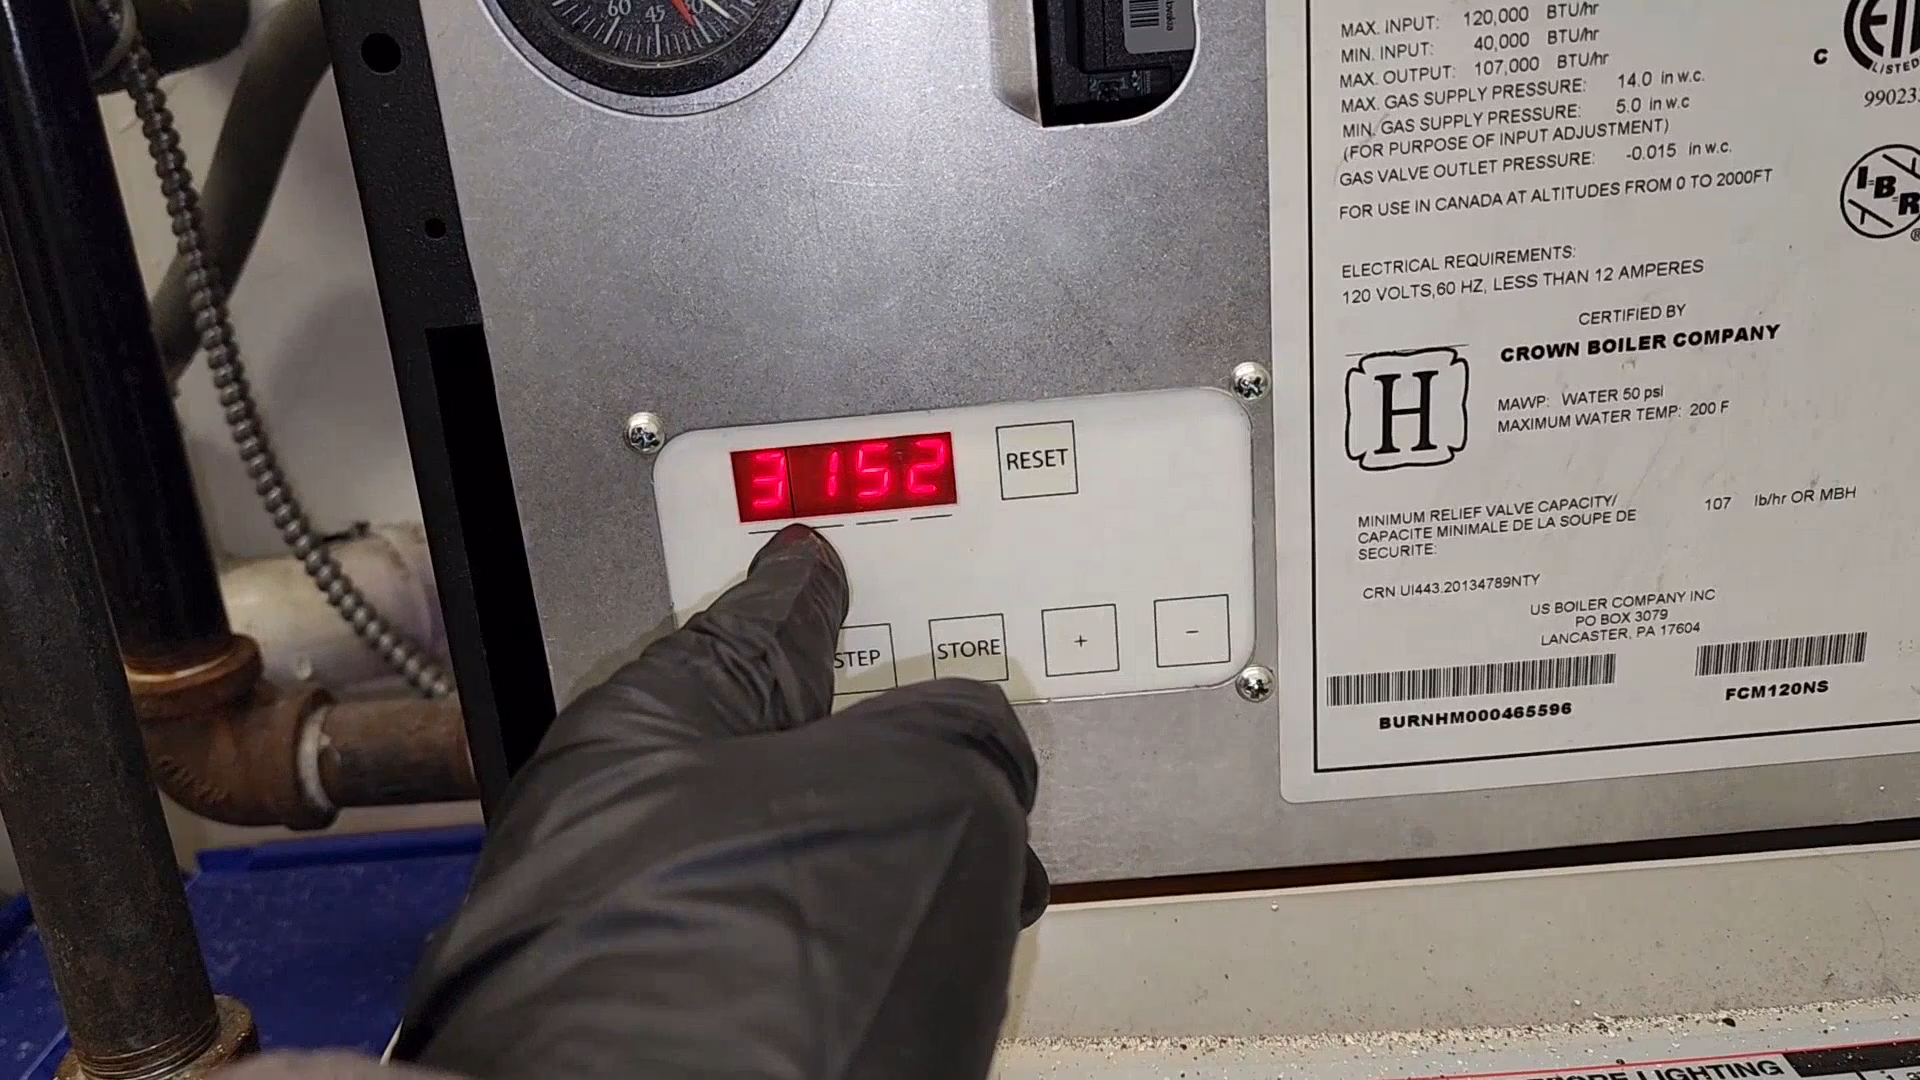 60 45
MAX. INPUT: 120,000 BTU/hr
MIN. INPUT: 40,000 BTU/hr
MAX. OUTPUT: 107,000 BTU/hr
MAX. GAS SUPPLY PRESSURE: 14.0 in w.c.
MIN. GAS SUPPLY PRESSURE: 5.0 in w.c
(FOR PURPOSE OF INPUT ADJUSTMENT)
GAS VALVE OUTLET PRESSURE: -0.015 in w.c.
FOR USE IN CANADA AT ALTITUDES FROM 0 TO 2000FT
C
LISTED
I=B=R
®
ELECTRICAL REQUIREMENTS:
120 VOLTS,60 HZ, LESS THAN 12 AMPERES
CERTIFIED BY
CROWN BOILER COMPANY
H
MAWP: WATER 50 psi
MAXIMUM WATER TEMP: 200 F
3 152
RESET
STEP
STORE
+
-
MINIMUM RELIEF VALVE CAPACITY/ 107 lb/hr OR MBH
CAPACITE MINIMALE DE LA SOUPE DE
SECURITE:
CRN UI443.20134789NTY
US BOILER COMPANY INC
PO BOX 3079
LANCASTER, PA 17604
BURNHM000465596
FCM120NS
LIGHTING